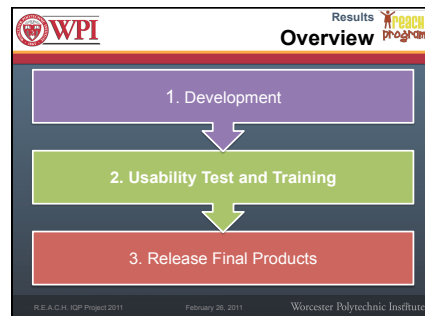 WPI
Results
Overview
Reach
Program
1. Development
2. Usability Test and Training
3. Release Final Products
R.E.A.C.H. IQP Project 2011 February 26, 2011 Worcester Polytechnic Institute